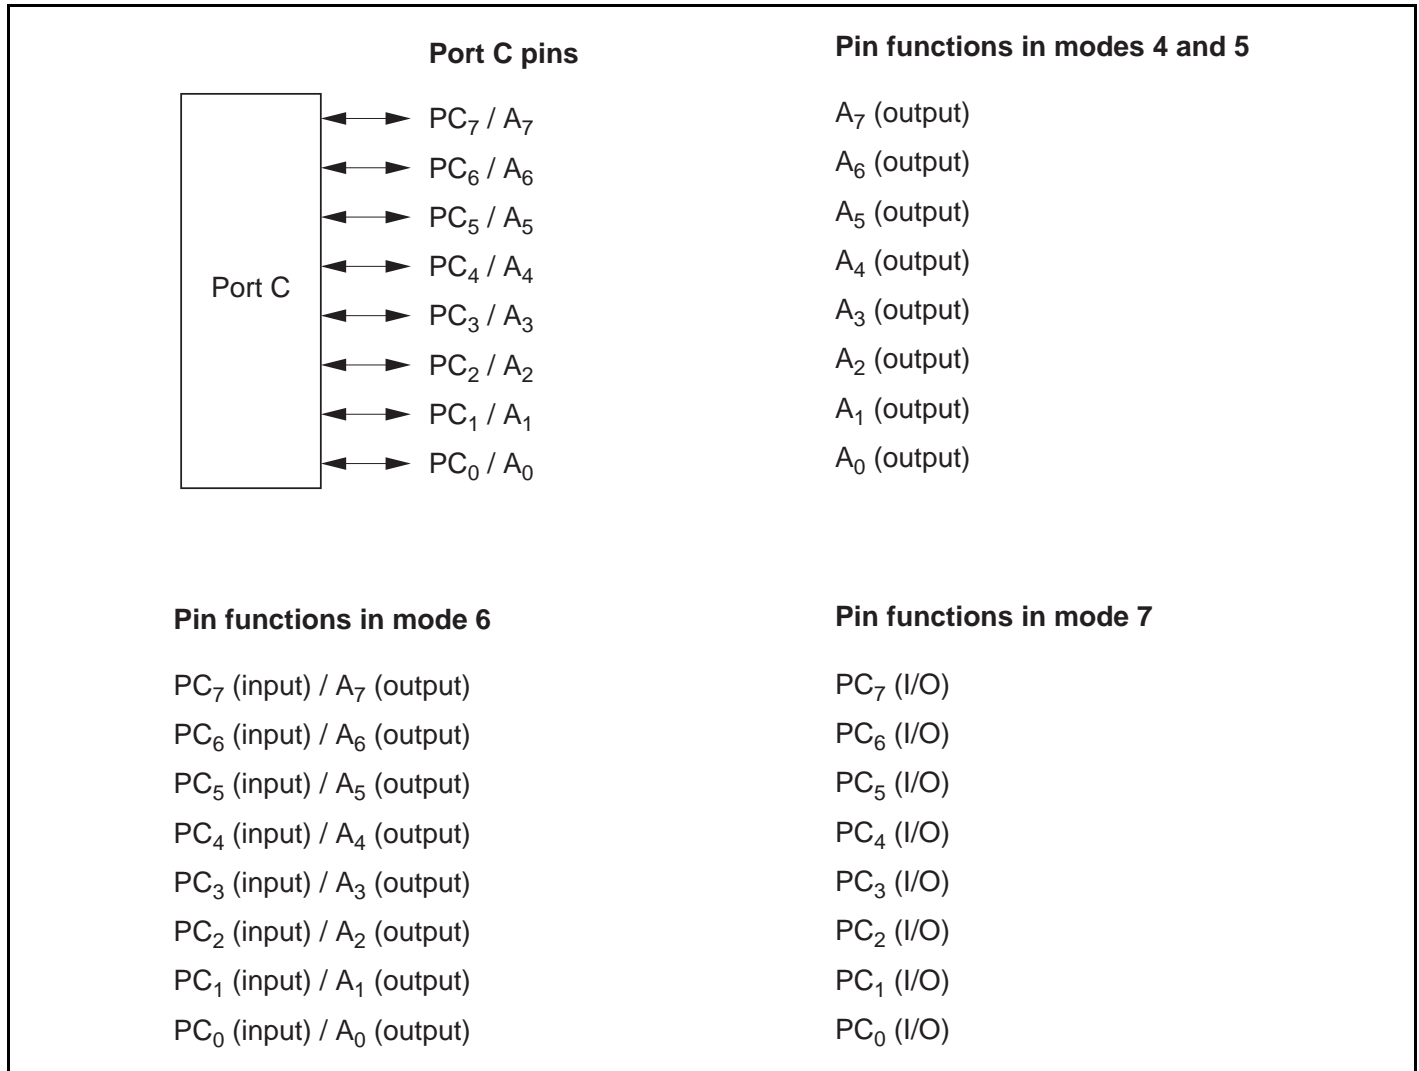 Port C pins
Port C
PC₇ / A₇
PC₆ / A₆
PC₅ / A₅
PC₄ / A₄
PC₃ / A₃
PC₂ / A₂
PC₁ / A₁
PC₀ / A₀
Pin functions in modes 4 and 5
A₇ (output)
A₆ (output)
A₅ (output)
A₄ (output)
A₃ (output)
A₂ (output)
A₁ (output)
A₀ (output)
Pin functions in mode 6
PC₇ (input) / A₇ (output)
PC₆ (input) / A₆ (output)
PC₅ (input) / A₅ (output)
PC₄ (input) / A₄ (output)
PC₃ (input) / A₃ (output)
PC₂ (input) / A₂ (output)
PC₁ (input) / A₁ (output)
PC₀ (input) / A₀ (output)
Pin functions in mode 7
PC₇ (I/O)
PC₆ (I/O)
PC₅ (I/O)
PC₄ (I/O)
PC₃ (I/O)
PC₂ (I/O)
PC₁ (I/O)
PC₀ (I/O)